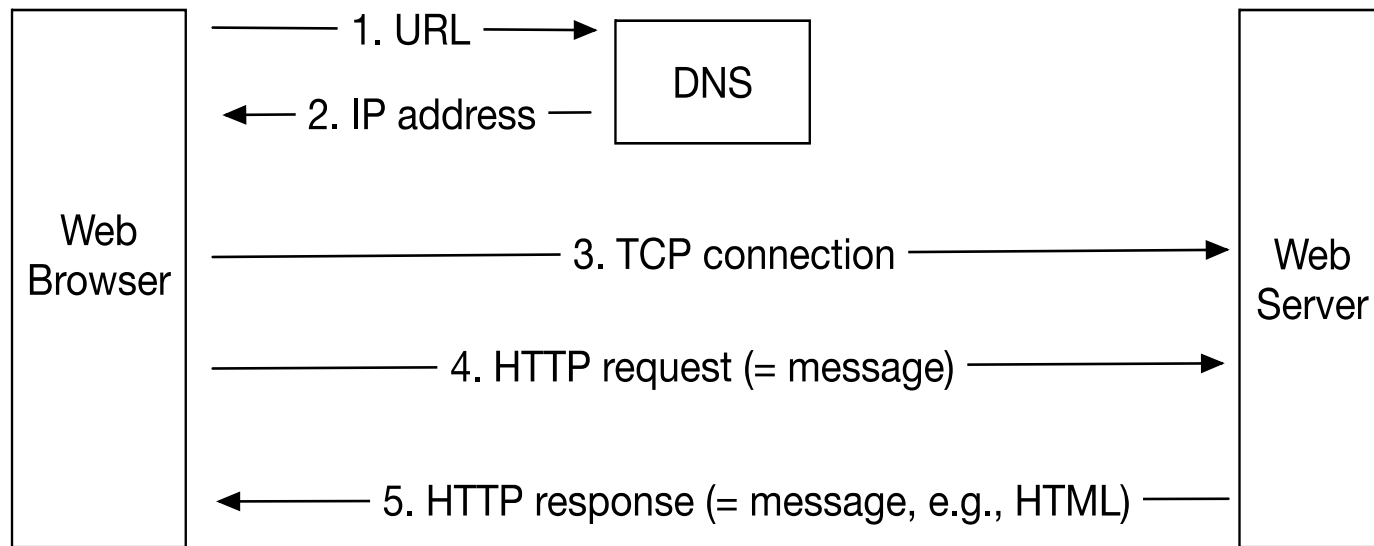 1. URL
DNS
2. IP address
Web
Browser
3. TCP connection
Web
Server
4. HTTP request (= message)
5. HTTP response (= message, e.g., HTML)